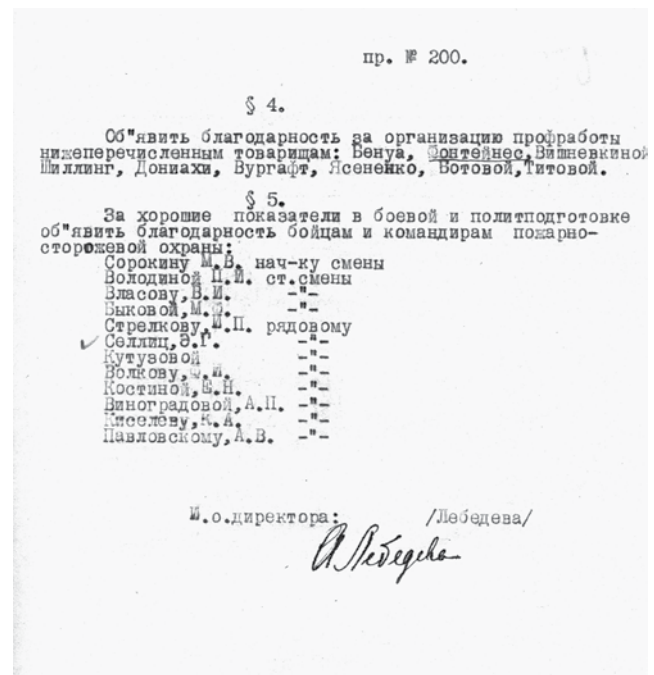 пр. № 200.
§ 4.
Об"явить благодарность за организацию профработы
нижеперечисленным товарищам: Бенуа, Фонтейнес, Вишневкиной
Шиллинг, Дониахи, Вургафт, Ясененко, Ботовой, Титовой.
§ 5.
За хорошие показатели в боевой и политподготовке
об"явить благодарность бойцам и командирам пожарно-
сторожевой охраны:
Сорокину М.В. нач-ку смены
Володиной П.И. ст.смены
Власову, В.И. -"-
Быковой, М.Ф. -"-
Стрелкову, И.П. рядовому
Селлиц, Э.Г. -"-
Кутузовой -"-
Волкову, -"-
Костиной, Е.Н. -"-
Виноградовой, А.П. -"-
Киселеву, К.А. -"-
Павловскому, А.В. -"-
И.о.директора: /Лебедева/
А Лебедева